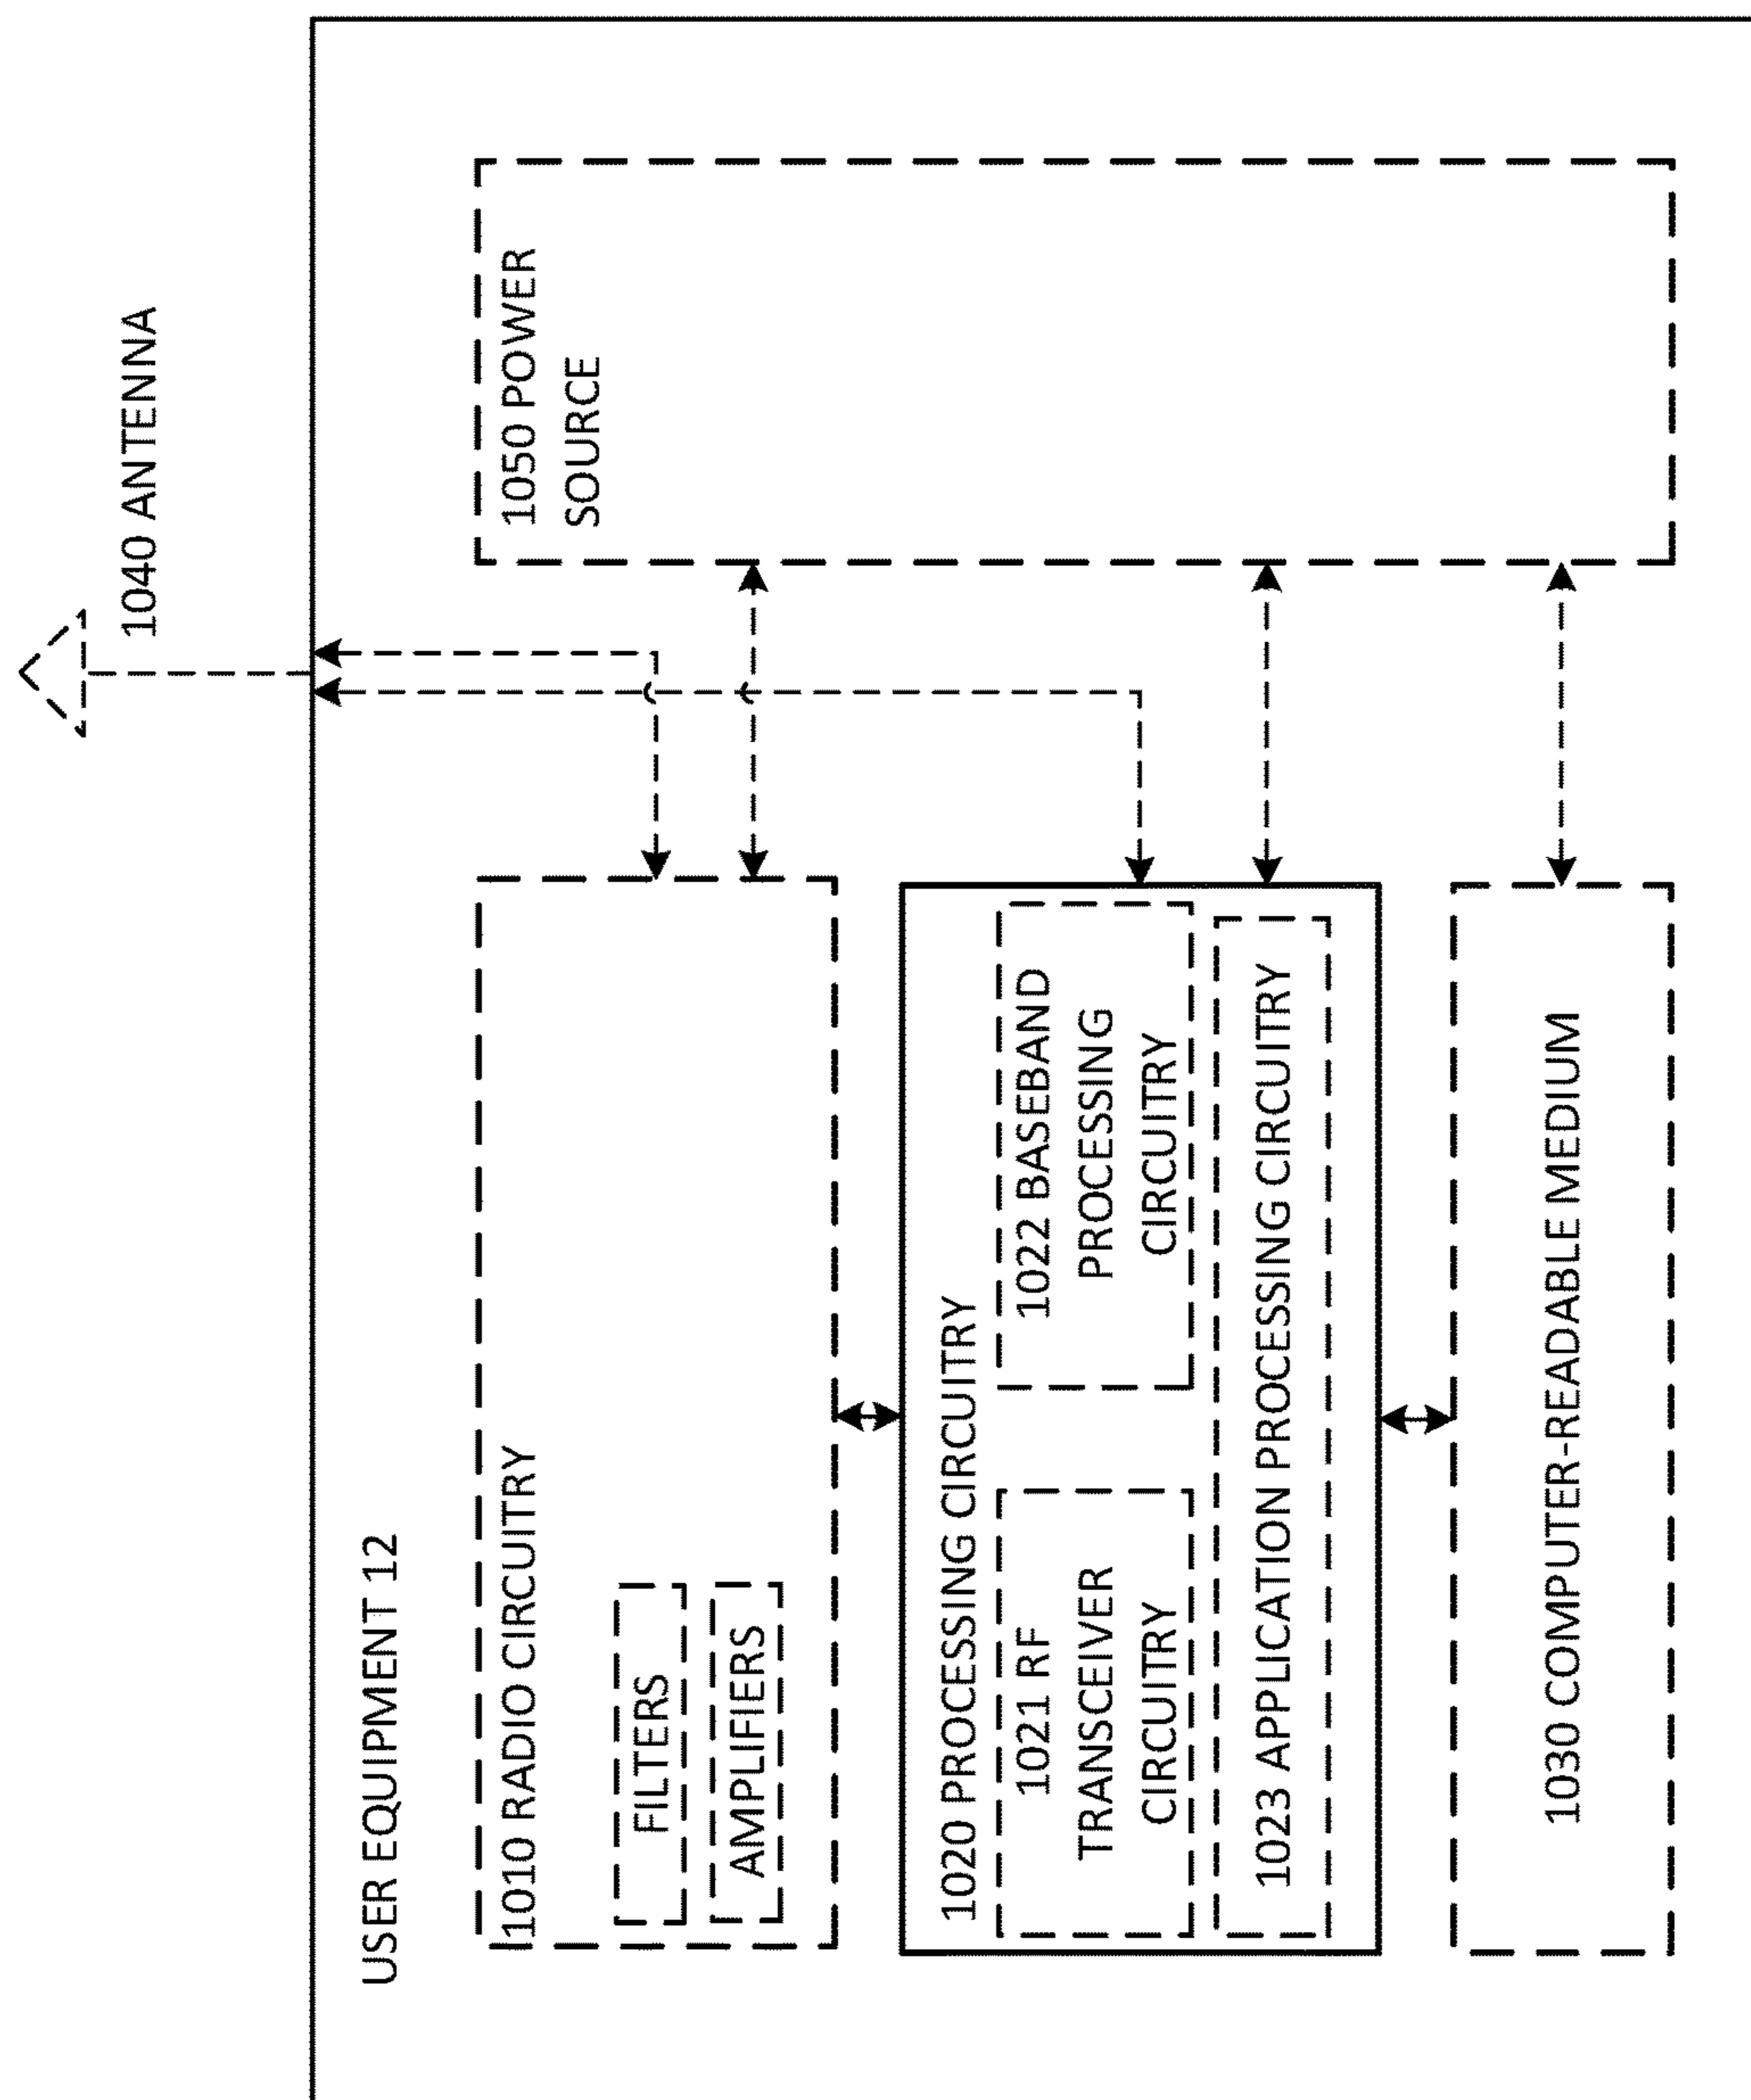 1040 ANTENNA
USER EQUIPMENT 12
1010 RADIO CIRCUITRY
FILTERS
AMPLIFIERS
1020 PROCESSING CIRCUITRY
1021 RF
TRANSCEIVER
CIRCUITRY
1022 BASEBAND
PROCESSING
CIRCUITRY
1023 APPLICATION PROCESSING CIRCUITRY
1030 COMPUTER-READABLE MEDIUM
1050 POWER
SOURCE